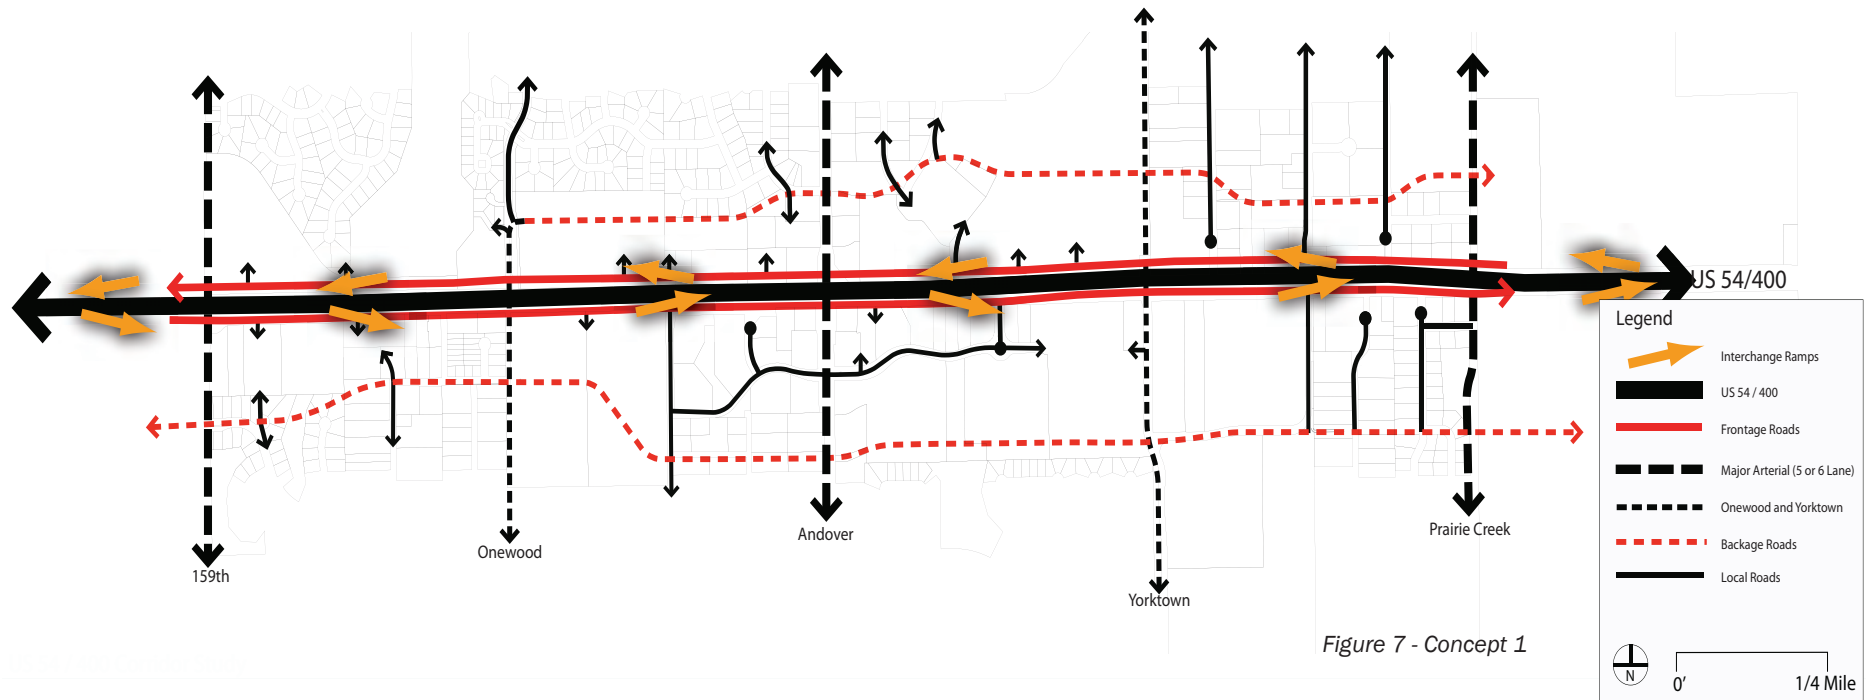 US 54/400
Legend
Interchange Ramps
US 54 / 400
Frontage Roads
Major Arterial (5 or 6 Lane)
Onewood and Yorktown
Backage Roads
Local Roads
N
0'
1/4 Mile
159th
Onewood
Andover
Yorktown
Prairie Creek
Figure 7 - Concept 1